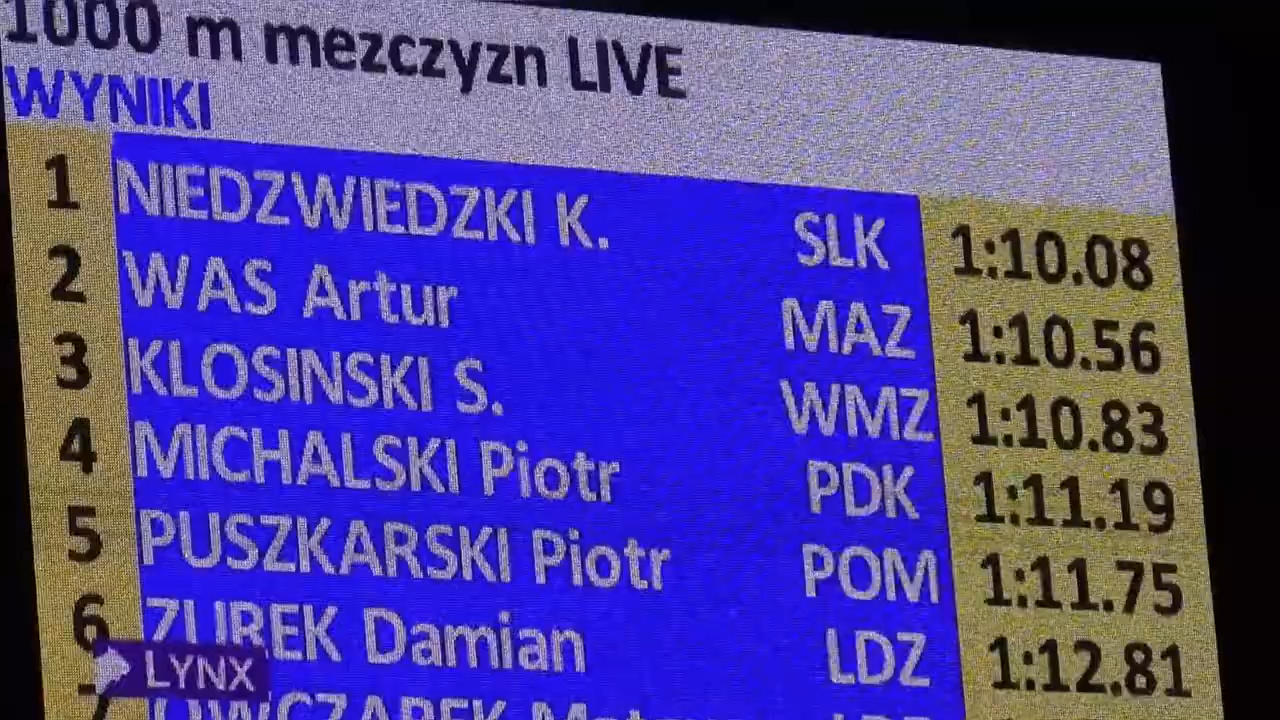 1000 m mezczyzn LIVE
WYNIKI
1 NIEDZWIEDZKI K. SLK 1:10.08
2 WAS Artur MAZ 1:10.56
3 KLOSINSKI S. WMZ 1:10.83
4 MICHALSKI Piotr PDK 1:11.19
5 PUSZKARSKI Piotr POM 1:11.75
6 ZUREK Damian LDZ 1:12.81
7
LYNX